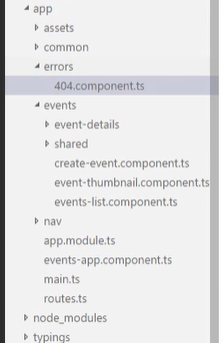 app
assets
common
errors
404.component.ts
events
event-details
shared
create-event.component.ts
event-thumbnail.component.ts
events-list.component.ts
nav
app.module.ts
events-app.component.ts
main.ts
routes.ts
node_modules
typings